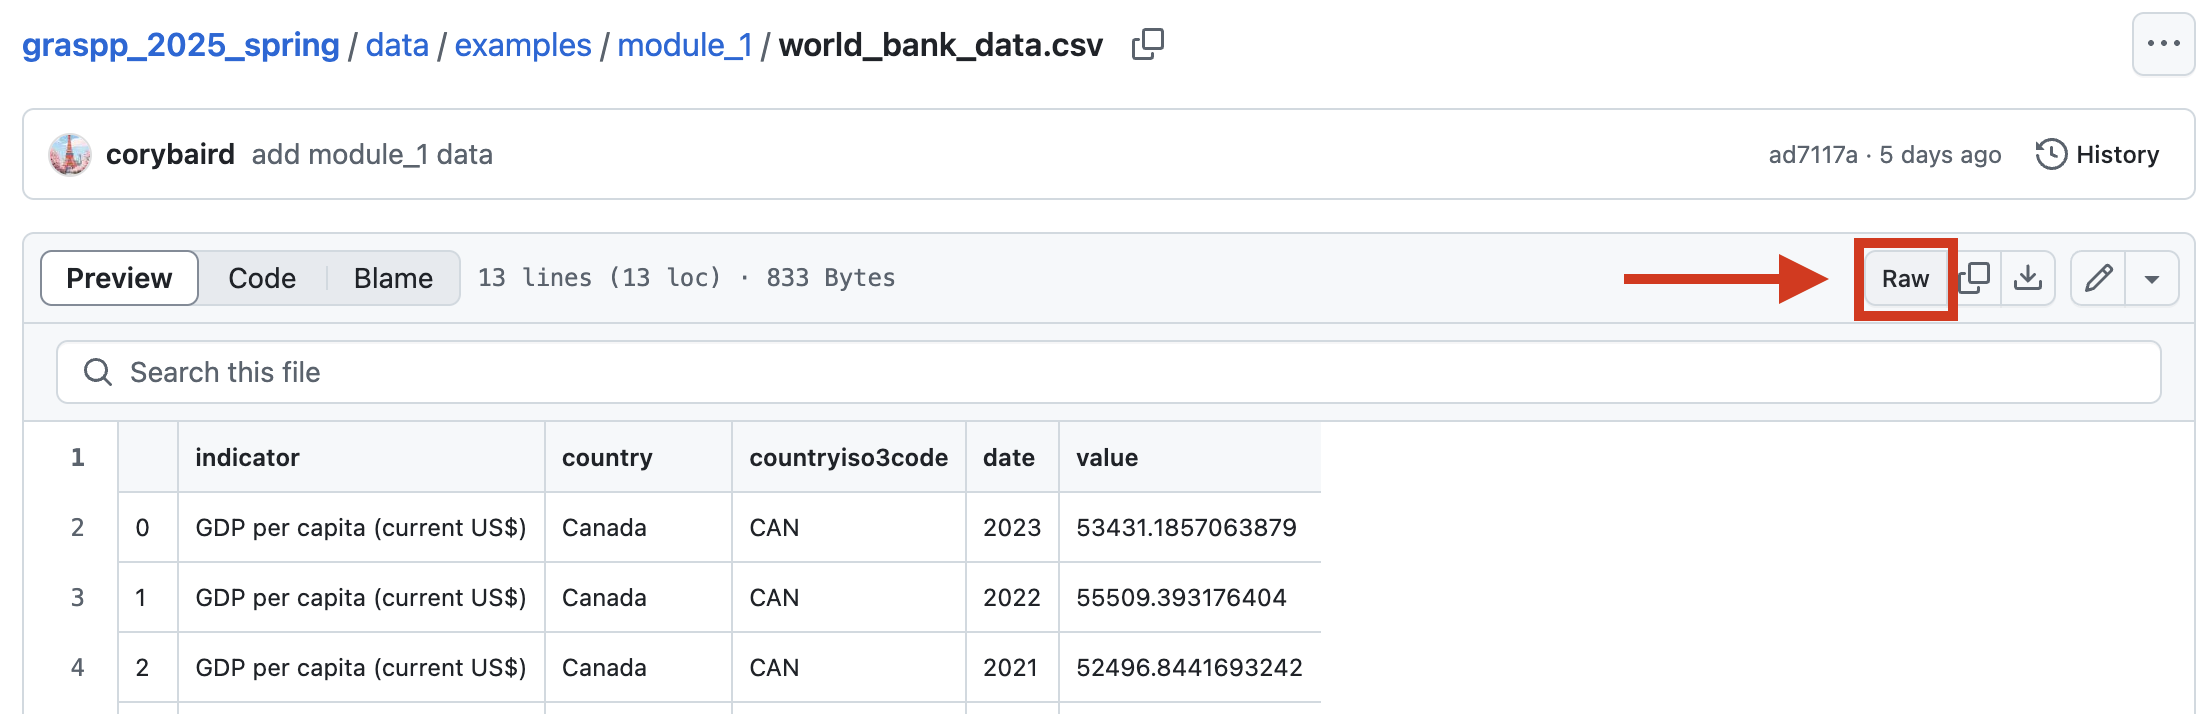 graspp_2025_spring / data / examples / module_1 / world_bank_data.csv
corybaird add module_1 data ad7117a · 5 days ago History
Preview Code Blame 13 lines (13 loc) · 833 Bytes Raw
Search this file
1 indicator country countryiso3code date value
2 0 GDP per capita (current US$) Canada CAN 2023 53431.1857063879
3 1 GDP per capita (current US$) Canada CAN 2022 55509.393176404
4 2 GDP per capita (current US$) Canada CAN 2021 52496.8441693242